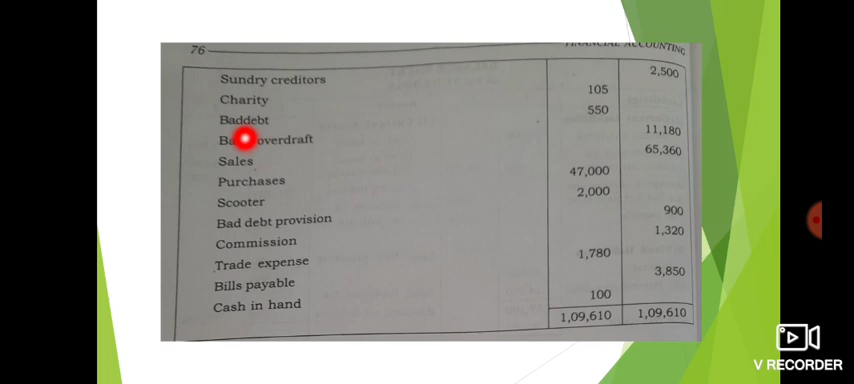 76 FINANCIAL ACCOUNTING
Sundry creditors 2,500
Charity 105
Baddebt 550
Ba overdraft 11,180
Sales 65,360
Purchases 47,000
Scooter 2,000
Bad debt provision 900
Commission 1,320
Trade expense 1,780
Bills payable 3,850
Cash in hand 100
1,09,610 1,09,610
V RECORDER